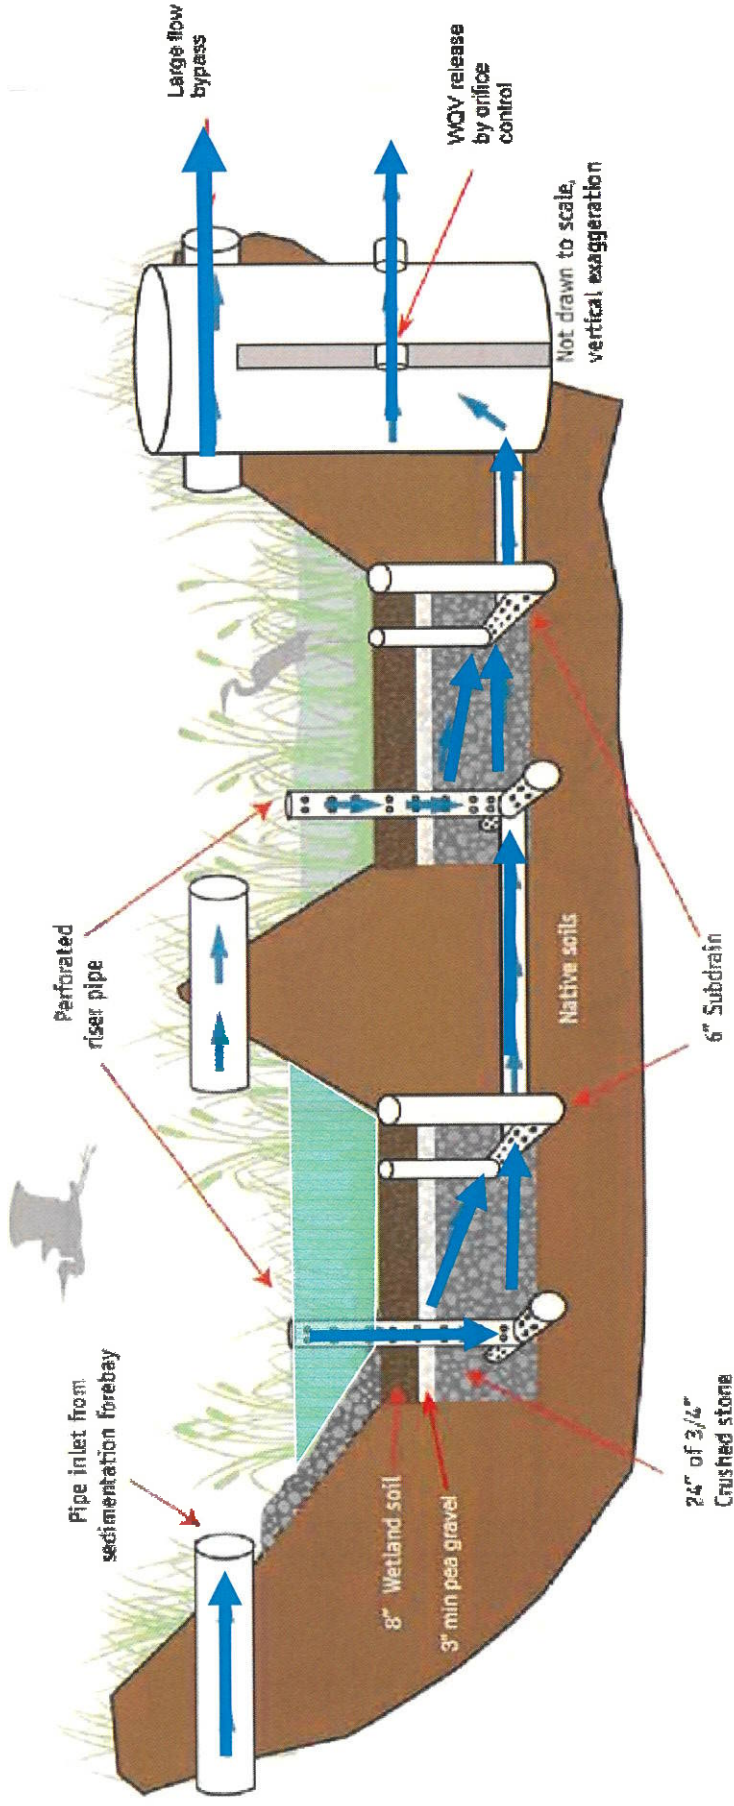 Pipe inlet from
sedimentation forebay
Perforated
riser pipe
Large flow
bypass
WQV release
by orifice
control
8" Wetland soil
3" min pea gravel
Native soils
Not drawn to scale,
vertical exaggeration
24" of 3/4"
Crushed stone
6" Subdrain